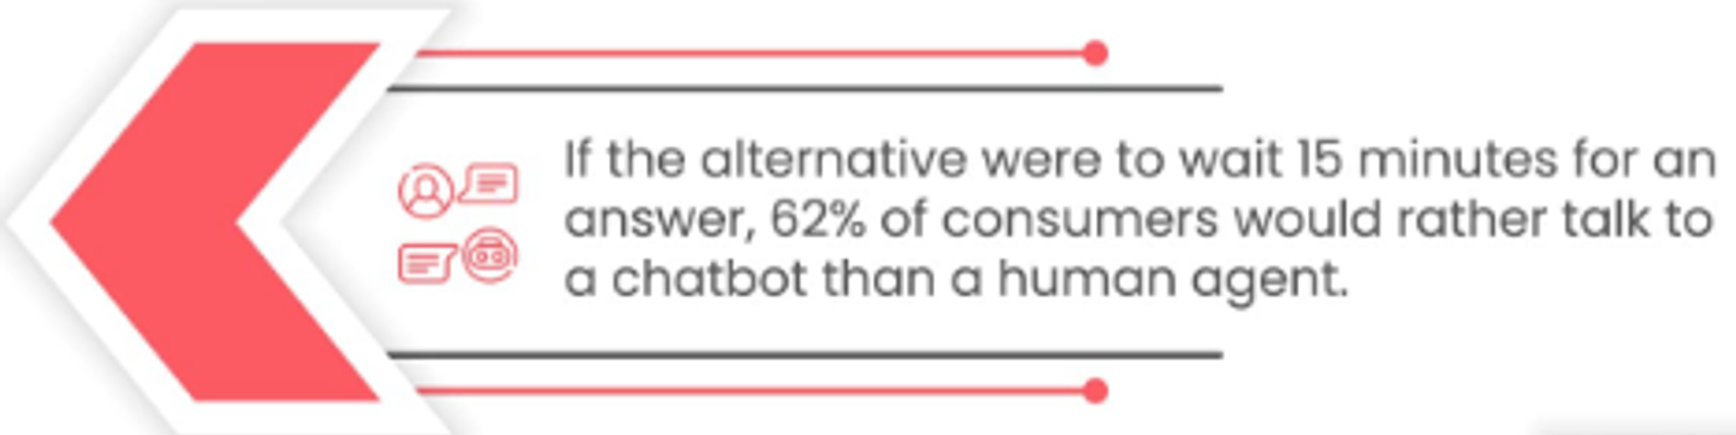 If the alternative were to wait 15 minutes for an
answer, 62% of consumers would rather talk to
a chatbot than a human agent.